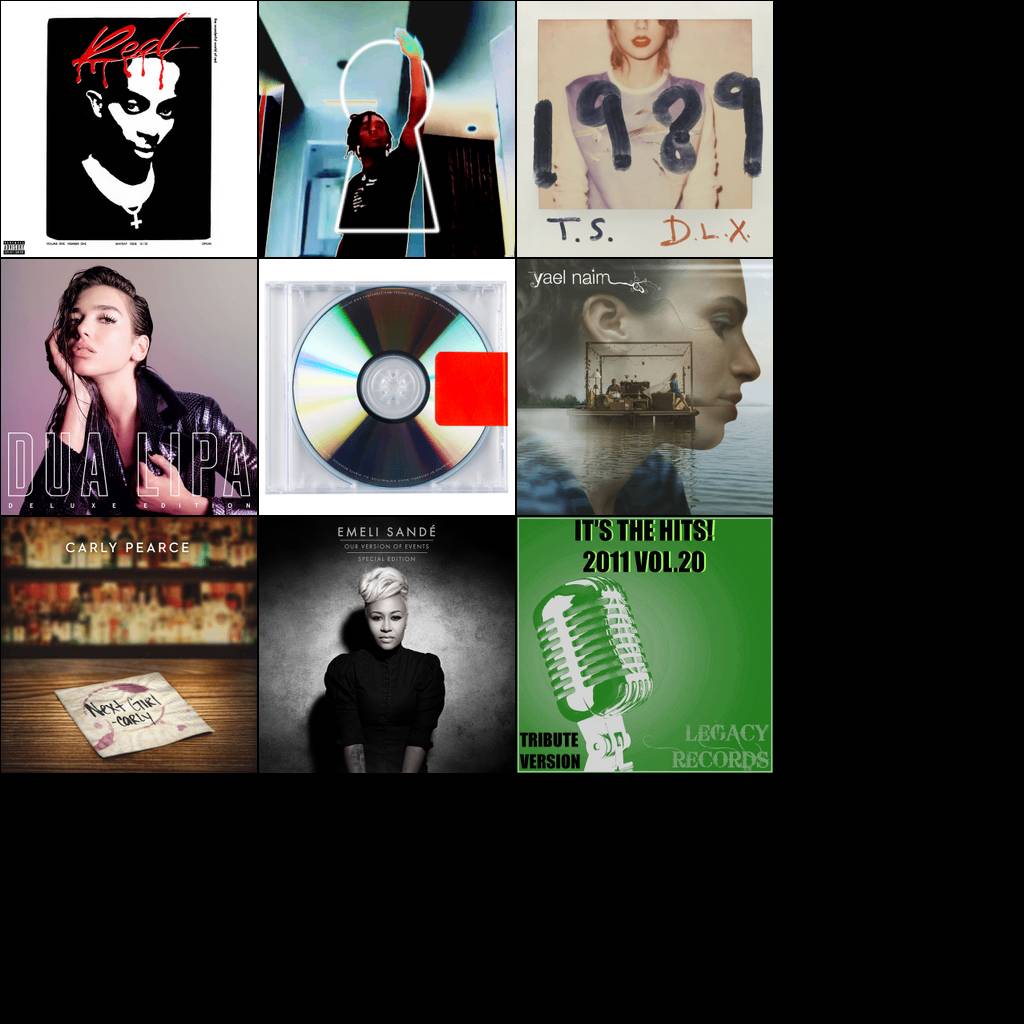 Red
1989
T.S. D.L.X.
DUA LIPA
DELUXE EDITION
yael naim
CARLY PEARCE
Next Girl
-carly
EMELI SANDÉ
OUR VERSION OF EVENTS
SPECIAL EDITION
IT'S THE HITS!
2011 VOL.20
TRIBUTE
VERSION
LEGACY
RECORDS